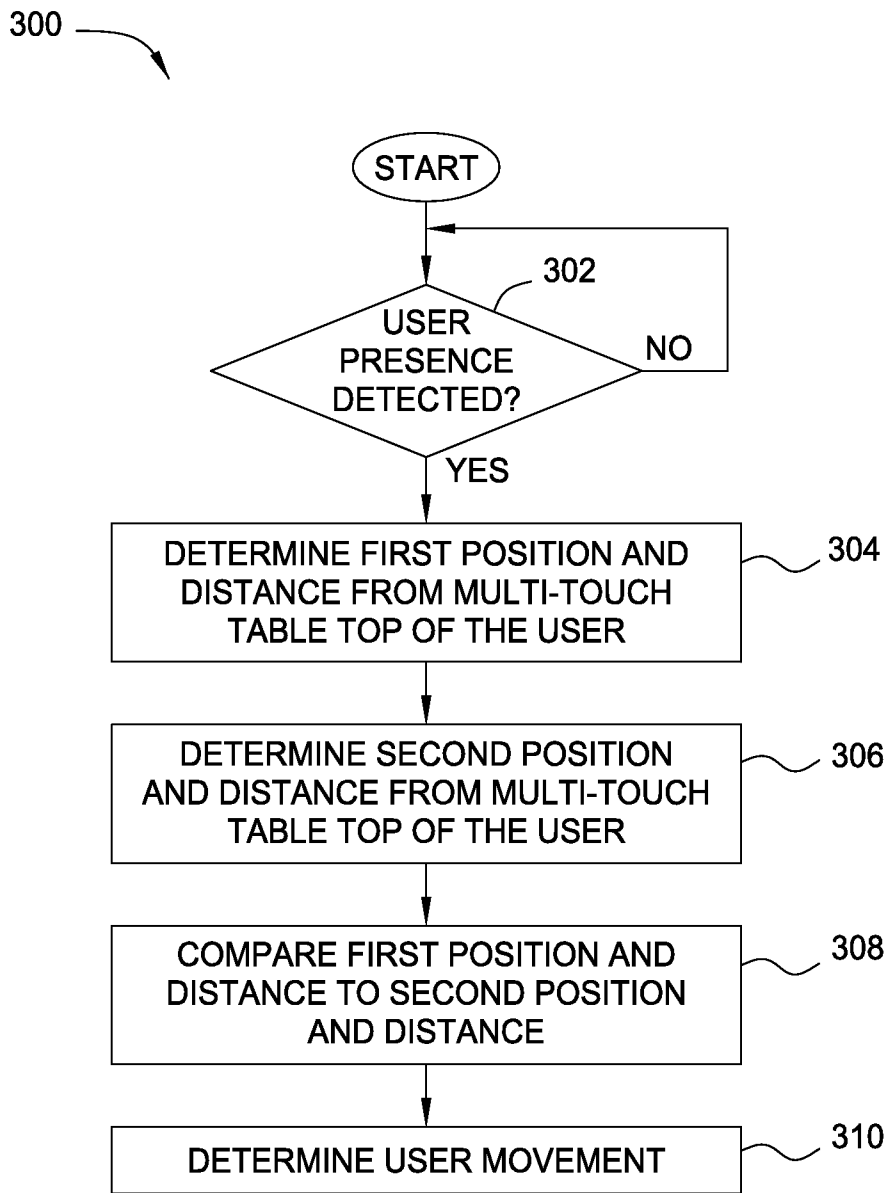 300
START
302
USER
PRESENCE
DETECTED?
NO
YES
DETERMINE FIRST POSITION AND
DISTANCE FROM MULTI-TOUCH
TABLE TOP OF THE USER
304
DETERMINE SECOND POSITION
AND DISTANCE FROM MULTI-TOUCH
TABLE TOP OF THE USER
306
COMPARE FIRST POSITION AND
DISTANCE TO SECOND POSITION
AND DISTANCE
308
DETERMINE USER MOVEMENT
310